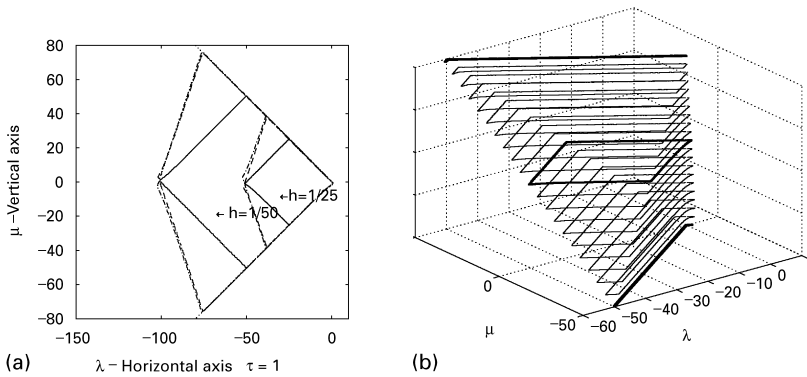 80
60
40
20
0
−20
−40
−60
−80
μ –Vertical axis
← h=1/25
← h=1/50
−150
−100
−50
0
(a)
λ – Horizontal axis τ = 1
0
−50
μ
−60
−50
−40
−30
−20
−10
0
λ
(b)